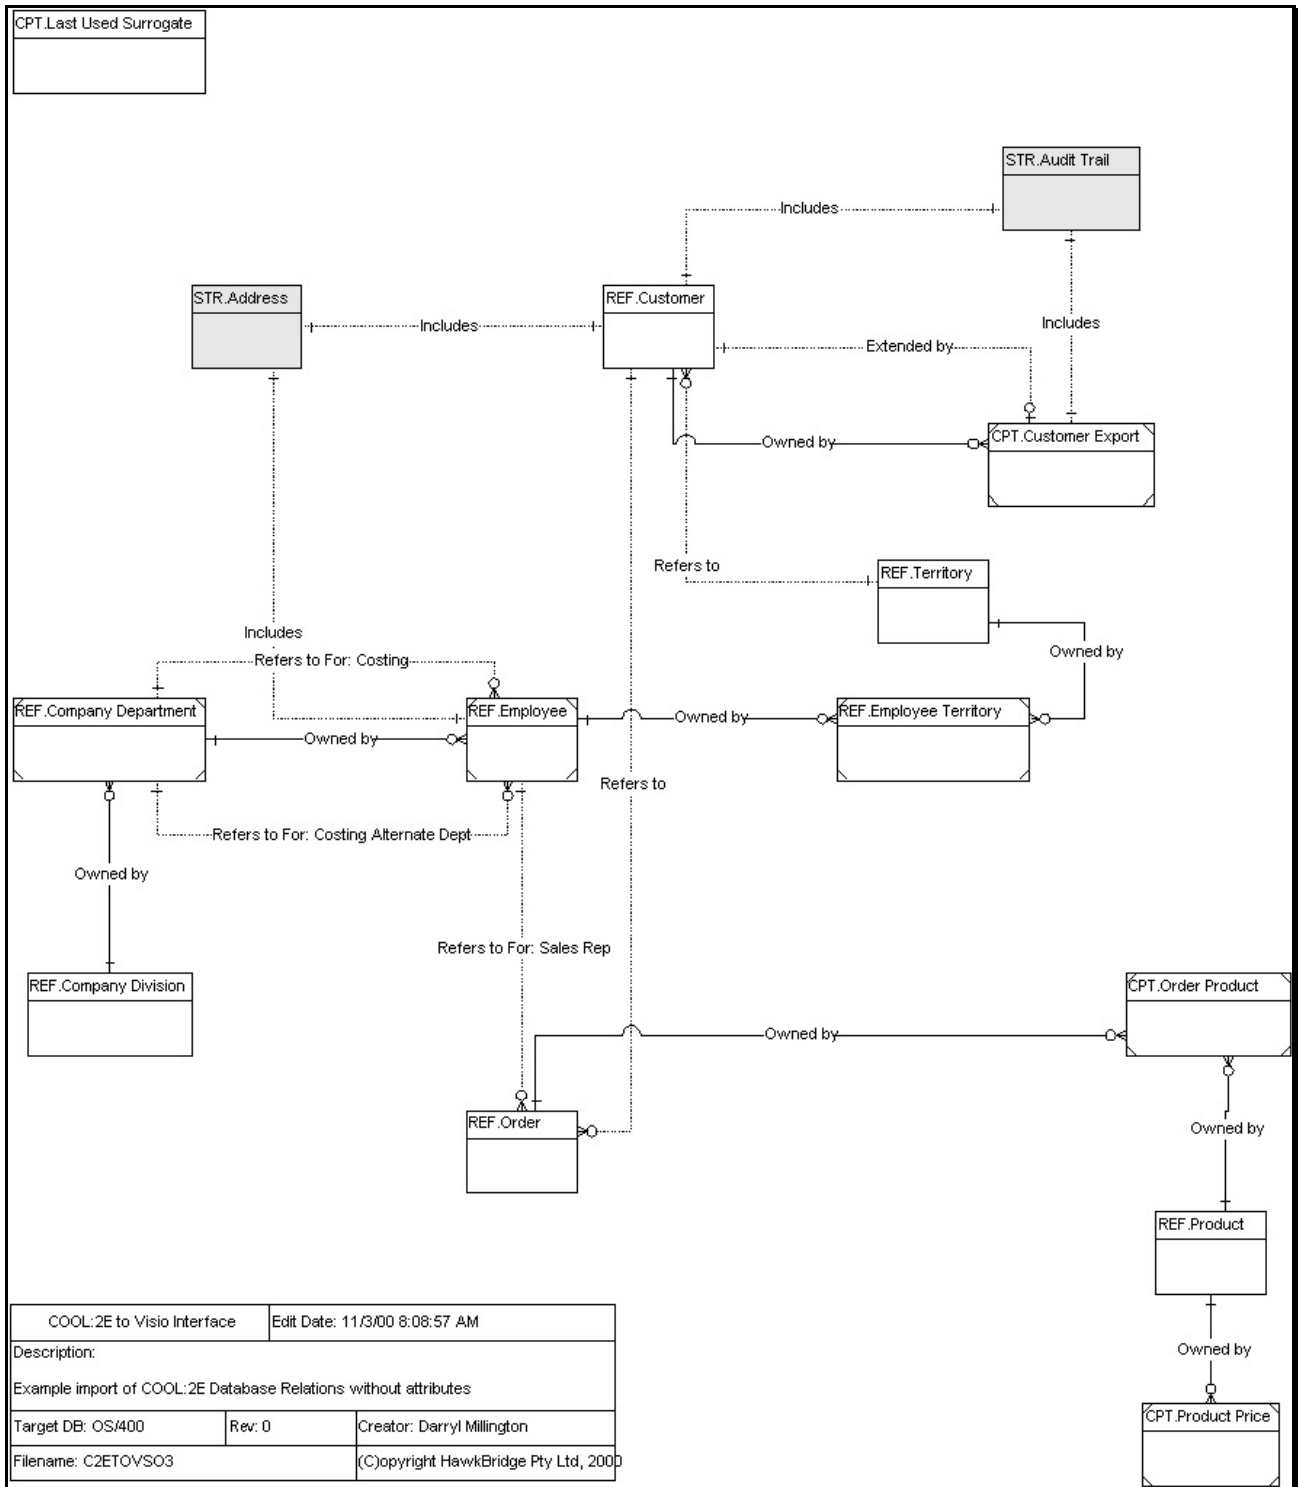 CPT.Last Used Surrogate
STR.Audit Trail
Includes
STR.Address
REF.Customer
Includes
Includes
Extended by
CPT.Customer Export
Owned by
Refers to
REF.Territory
Includes
Owned by
Refers to For: Costing
REF.Company Department
REF.Employee
Owned by
REF.Employee Territory
Owned by
Refers to
Refers to For: Costing Alternate Dept
Owned by
Refers to For: Sales Rep
REF.Company Division
CPT.Order Product
Owned by
REF.Order
Owned by
REF.Product
Owned by
CPT.Product Price
COOL:2E to Visio Interface
Edit Date: 11/3/00 8:08:57 AM
Description:
Example import of COOL:2E Database Relations without attributes
Target DB: OS/400
Rev: 0
Creator: Darryl Millington
Filename: C2ETOVSO3
(C)opyright HawkBridge Pty Ltd, 2000